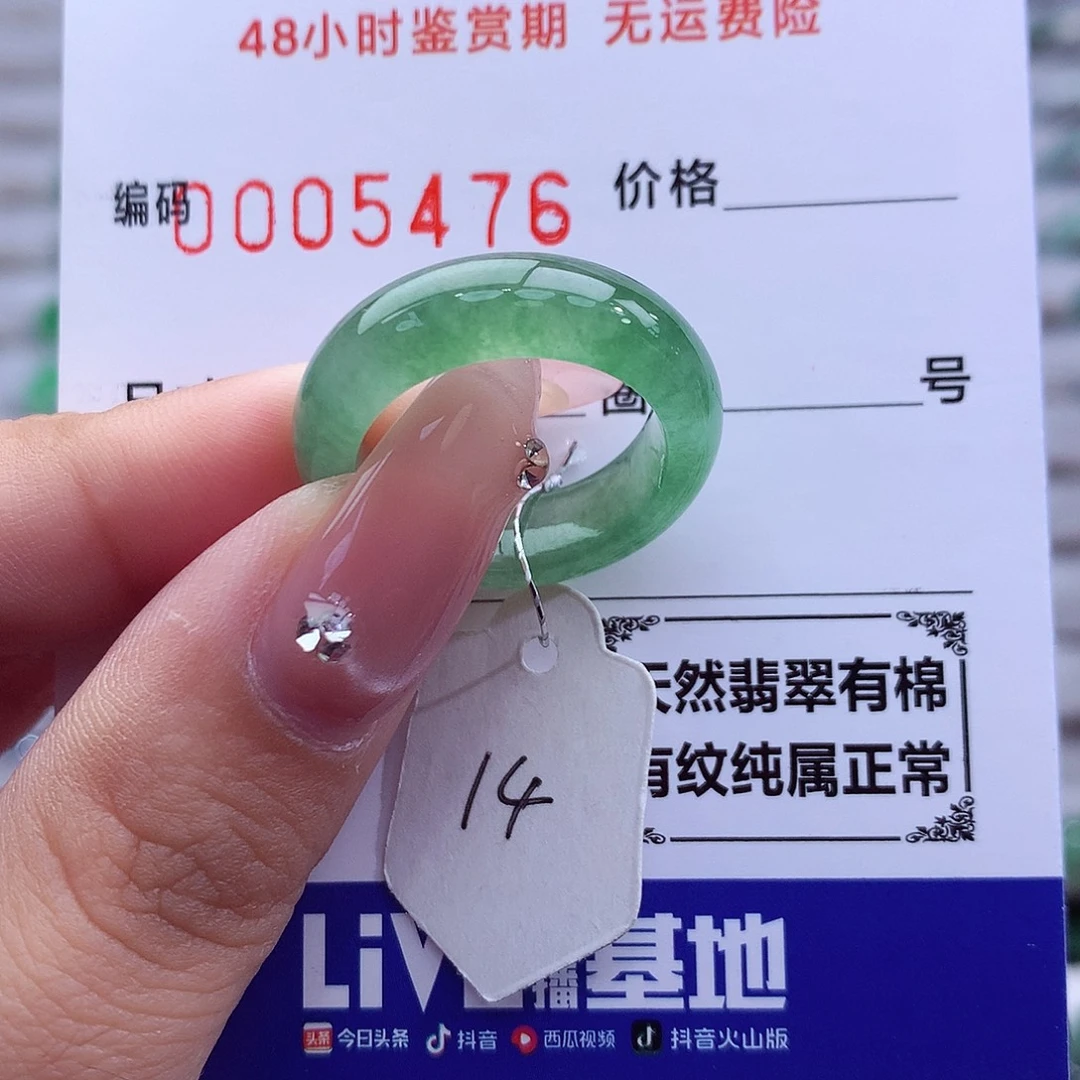 48小时鉴赏期 无运费险
编码0005476 价格
圈 号
天然翡翠有棉
有纹纯属正常
14
LiV 播基地
今日头条 抖音 西瓜视频 抖音火山版